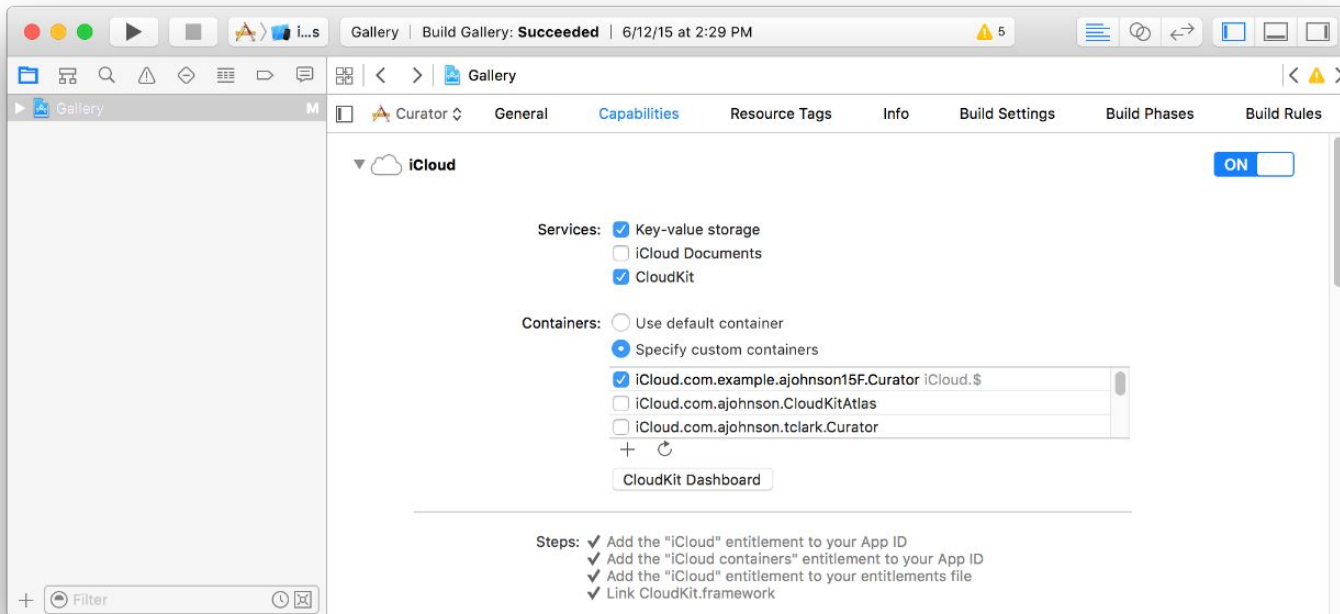 i...s
Gallery | Build Gallery: Succeeded | 6/12/15 at 2:29 PM
5
Gallery
Gallery M
Curator General Capabilities Resource Tags Info Build Settings Build Phases Build Rules
iCloud
ON
Services: Key-value storage
iCloud Documents
CloudKit
Containers: Use default container
Specify custom containers
iCloud.com.example.ajohnson15F.Curator iCloud.$
iCloud.com.ajohnson.CloudKitAtlas
iCloud.com.ajohnson.tclark.Curator
CloudKit Dashboard
Steps: ✔ Add the "iCloud" entitlement to your App ID
✔ Add the "iCloud containers" entitlement to your App ID
✔ Add the "iCloud" entitlement to your entitlements file
✔ Link CloudKit.framework
Filter